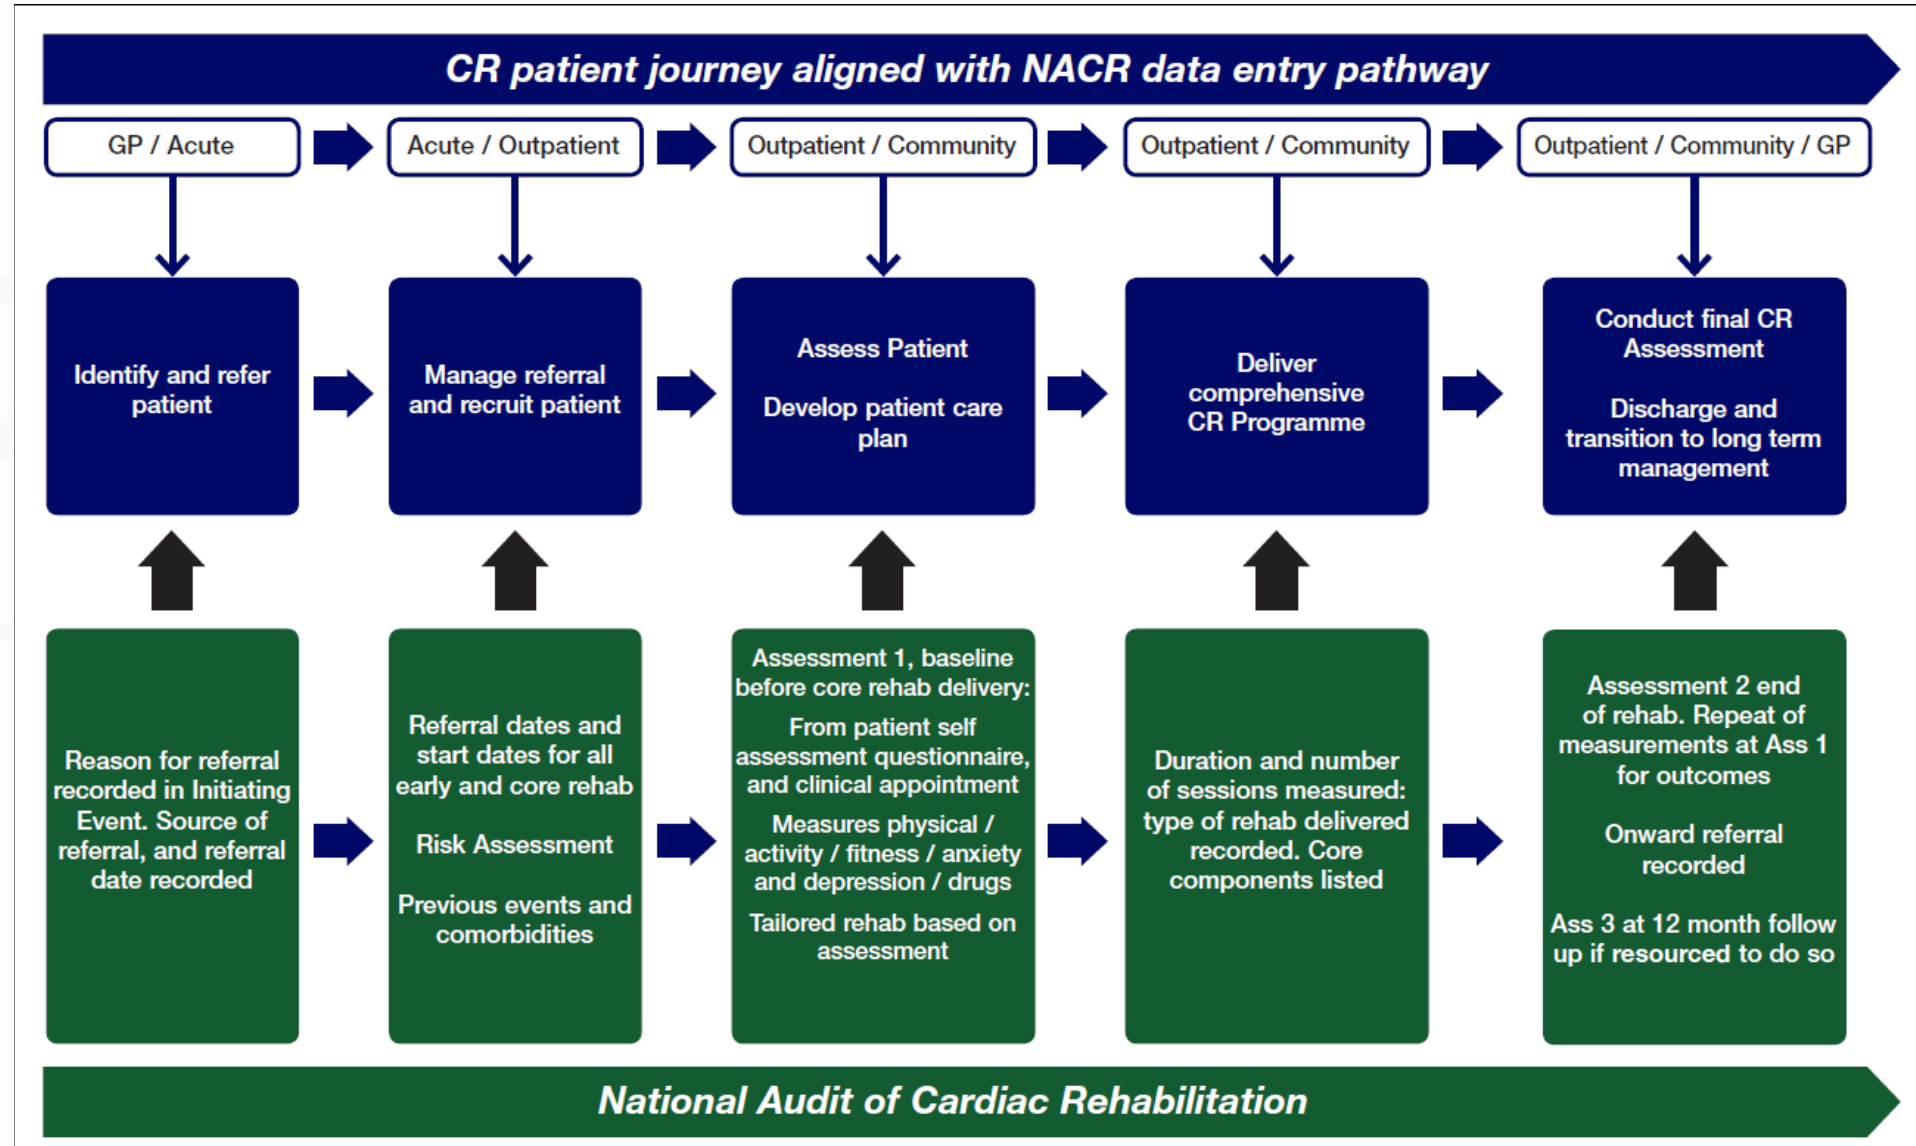 CR patient journey aligned with NACR data entry pathway
GP / Acute
Acute / Outpatient
Outpatient / Community
Outpatient / Community
Outpatient / Community / GP
Identify and refer
patient
Manage referral
and recruit patient
Assess Patient
Develop patient care
plan
Deliver
comprehensive
CR Programme
Conduct final CR
Assessment
Discharge and
transition to long term
management
Reason for referral
recorded in Initiating
Event. Source of
referral, and referral
date recorded
Referral dates and
start dates for all
early and core rehab
Risk Assessment
Previous events and
comorbidities
Assessment 1, baseline
before core rehab delivery:
From patient self
assessment questionnaire,
and clinical appointment
Measures physical /
activity / fitness / anxiety
and depression / drugs
Tailored rehab based on
assessment
Duration and number
of sessions measured:
type of rehab delivered
recorded. Core
components listed
Assessment 2 end
of rehab. Repeat of
measurements at Ass 1
for outcomes
Onward referral
recorded
Ass 3 at 12 month follow
up if resourced to do so
National Audit of Cardiac Rehabilitation